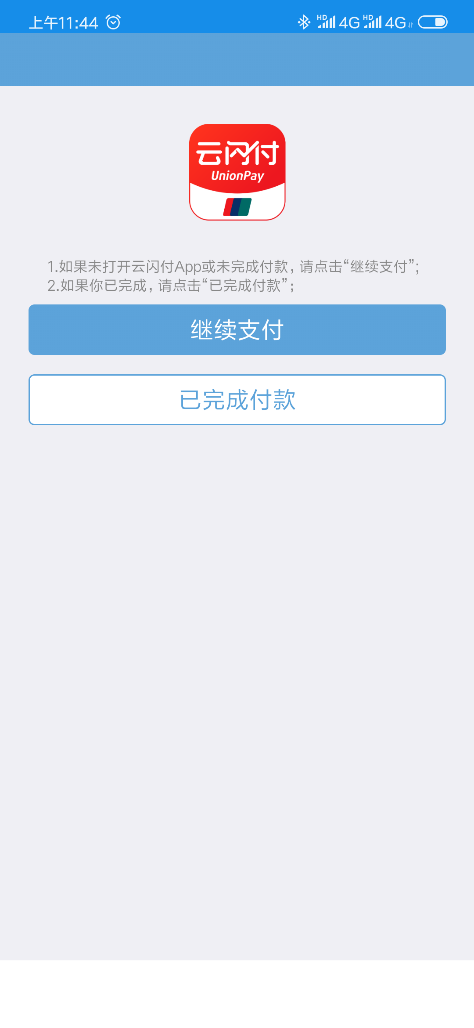 上午11:44
HD 4G HD 4G
云闪付
UnionPay
1.如果未打开云闪付App或未完成付款，请点击“继续支付”；
2.如果你已完成，请点击“已完成付款”；
继续支付
已完成付款